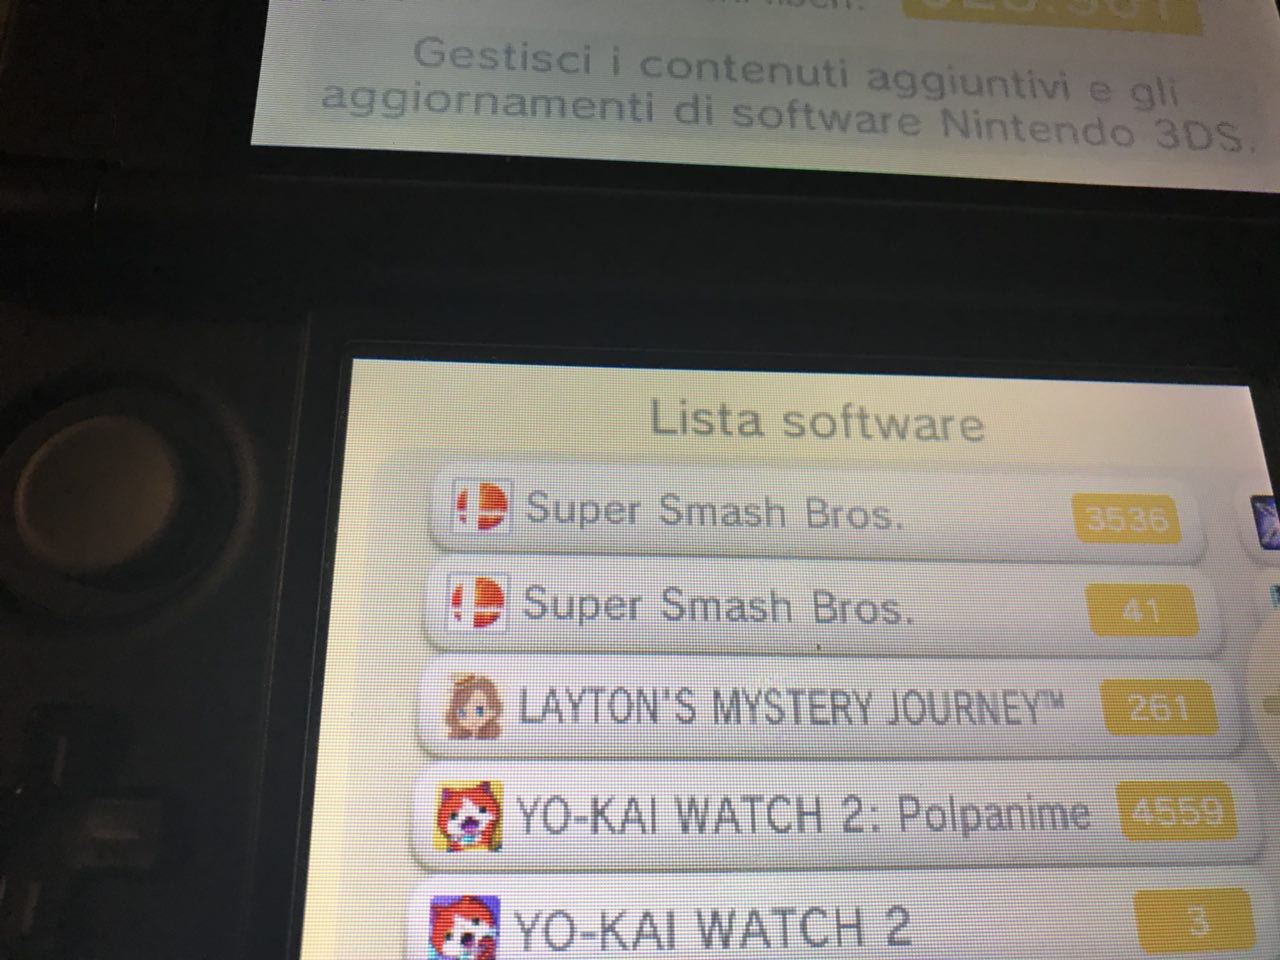 Gestisci i contenuti aggiuntivi e gli
aggiornamenti di software Nintendo 3DS.
Lista software
Super Smash Bros. 3536
Super Smash Bros. 41
LAYTON'S MYSTERY JOURNEY™ 261
YO-KAI WATCH 2: Polpanime 4559
YO-KAI WATCH 2 3